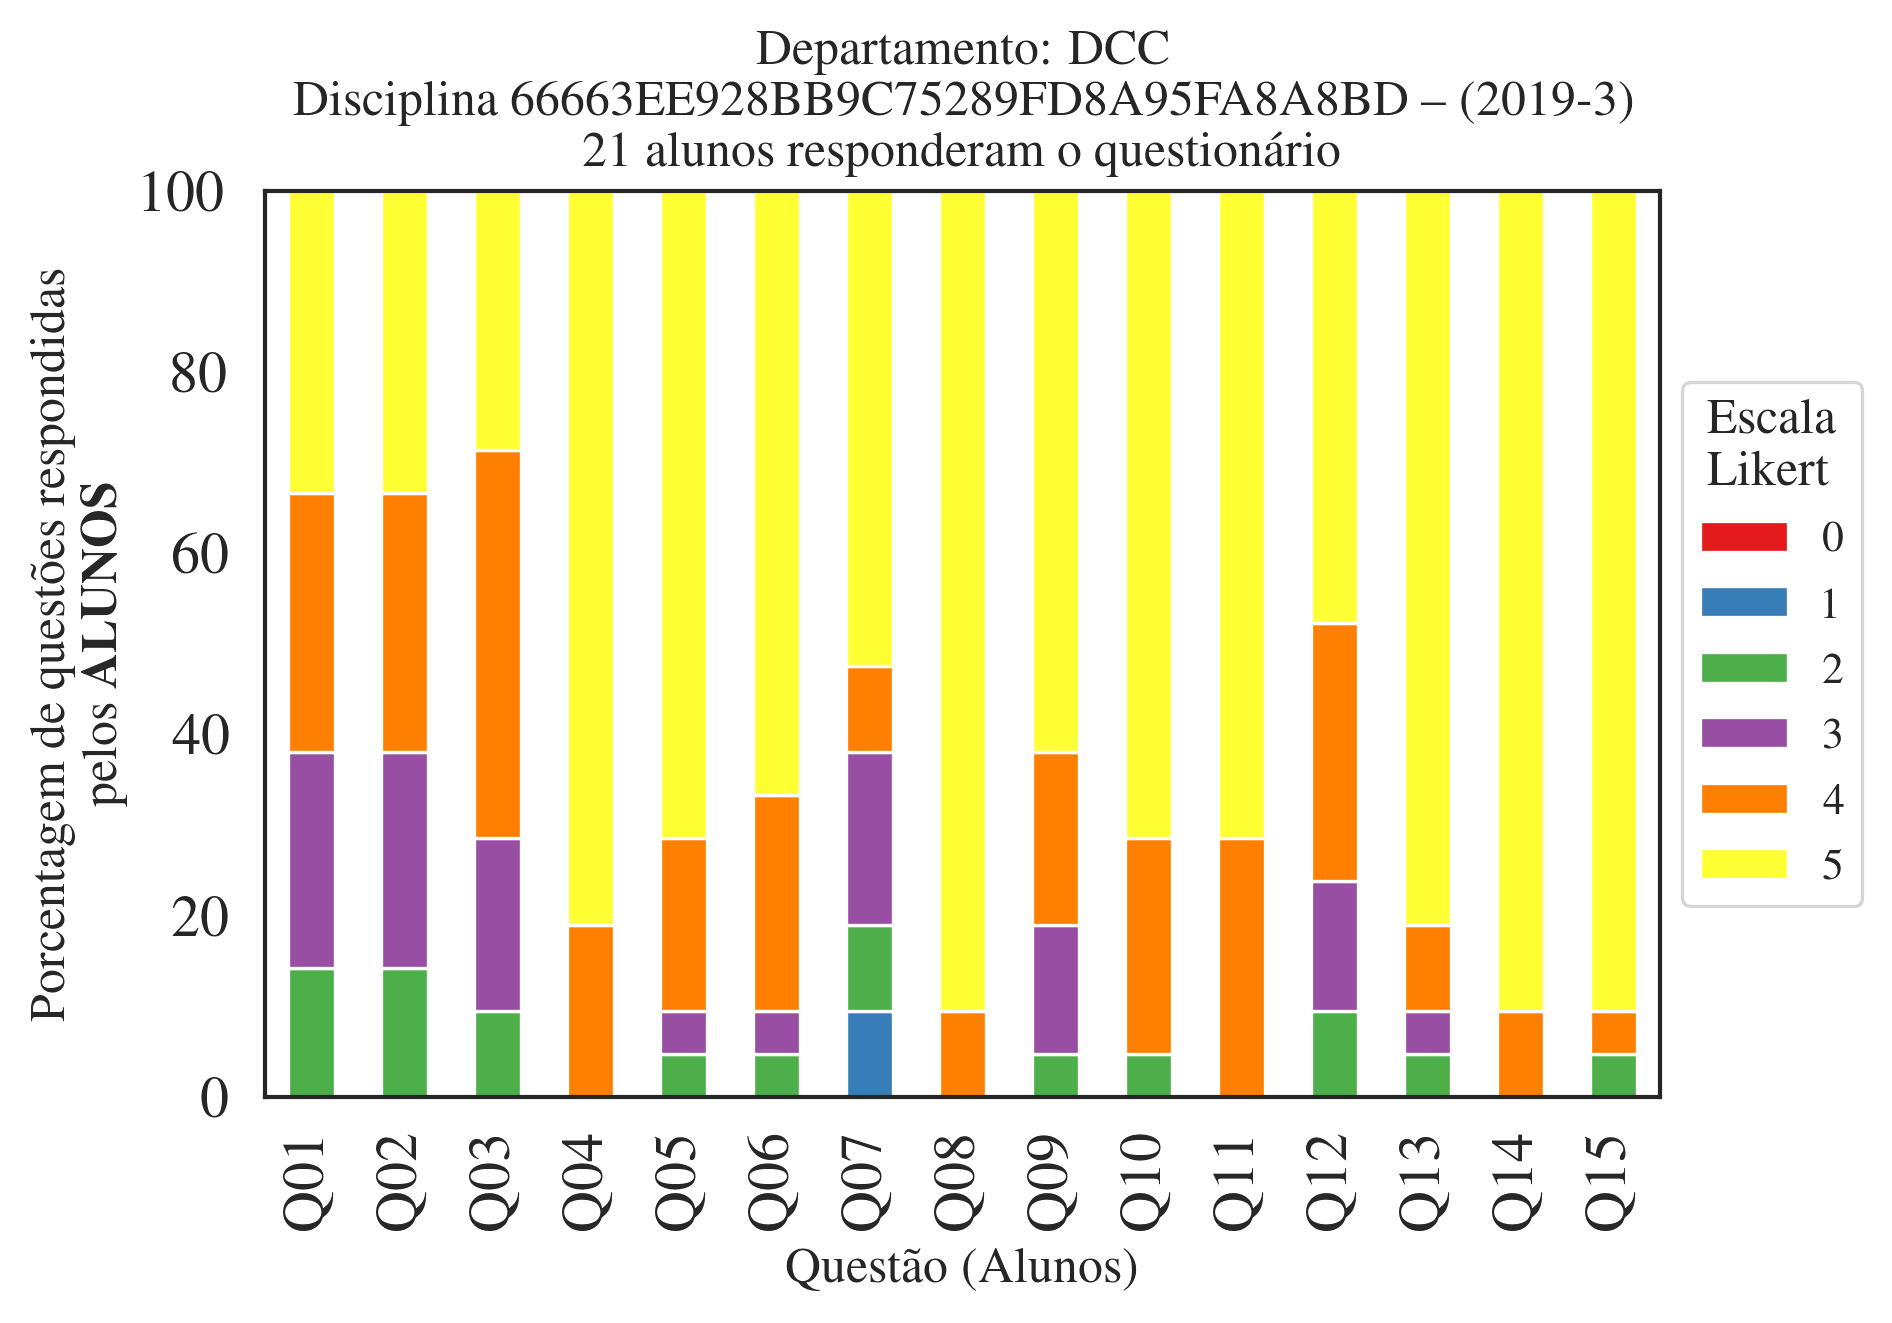 Departamento: DCC
Disciplina 66663EE928BB9C75289FD8A95FA8A8BD – (2019-3)
21 alunos responderam o questionário
100
80
60
40
20
0
Porcentagem de questões respondidas
pelos ALUNOS
Q01
Q02
Q03
Q04
Q05
Q06
Q07
Q08
Q09
Q10
Q11
Q12
Q13
Q14
Q15
Questão (Alunos)
Escala
Likert
0
1
2
3
4
5